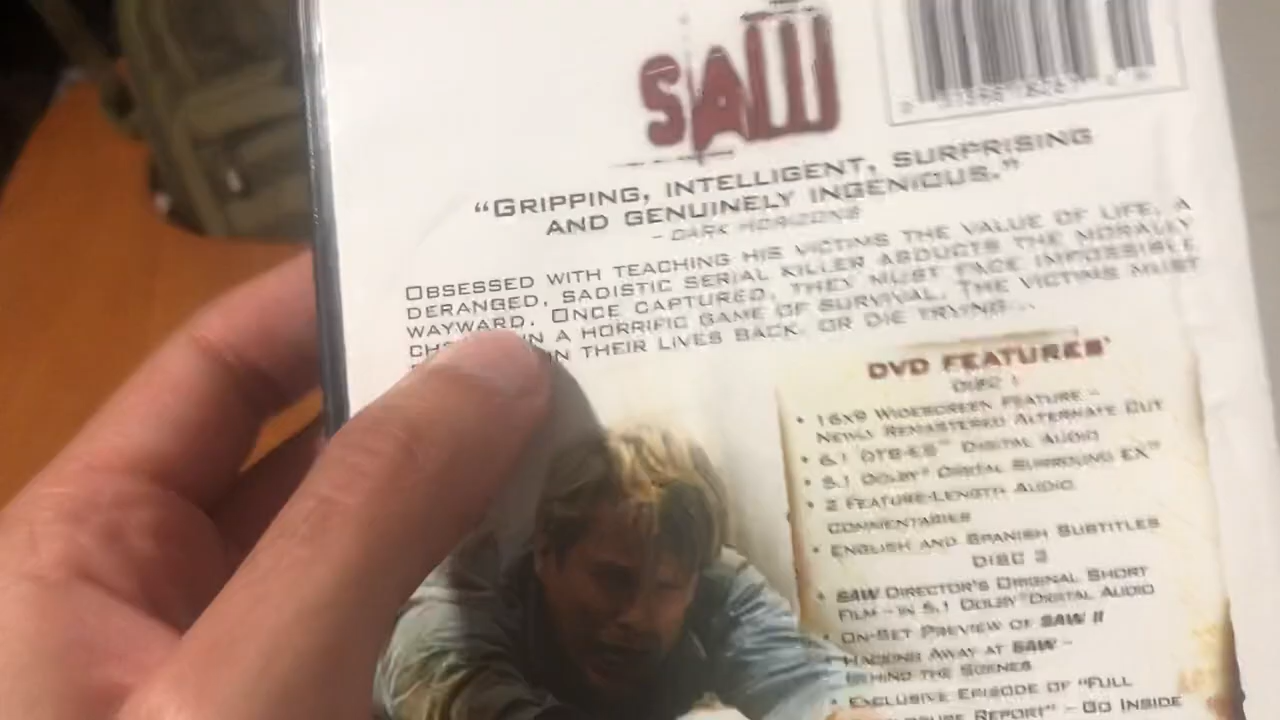 SAW
“GRIPPING, INTELLIGENT, SURPRISING
AND GENUINELY INGENIOUS.”
- DARK HORIZONS
OBSESSED WITH TEACHING HIS VICTIMS THE VALUE OF LIFE, A
DERANGED, SADISTIC SERIAL KILLER ABDUCTS THE MORALLY
WAYWARD. ONCE CAPTURED, THEY MUST FACE IMPOSSIBLE
IN A HORRIFIC GAME OF SURVIVAL. THE VICTIMS MUST
THEIR LIVES BACK, OR DIE TRYING...
DVD FEATURES
DISC 1
• 16X9 WIDESCREEN FEATURE –
NEWLY REMASTERED ALTERNATE CUT
• 6.1 DTS-ES™ DIGITAL AUDIO
• 5.1 DOLBY® DIGITAL SURROUND EX™
• 2 FEATURE-LENGTH AUDIO
COMMENTARIES
• ENGLISH AND SPANISH SUBTITLES
DISC 2
• SAW DIRECTOR'S ORIGINAL SHORT
FILM – IN 5.1 DOLBY® DIGITAL AUDIO
• ON-SET PREVIEW OF SAW II
• HACKING AWAY AT SAW –
BEHIND THE SCENES
• EXCLUSIVE EPISODE OF “FULL
REPORT” – GO INSIDE